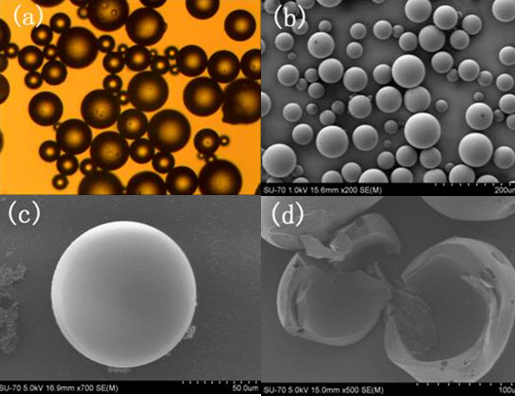 (a)
(b)
SU-70 1.0kV 15.6mm x200 SE(M)
200um
(c)
(d)
SU-70 5.0kV 16.9mm x700 SE(M)
50.0um
SU-70 5.0kV 15.0mm x500 SE(M)
100u